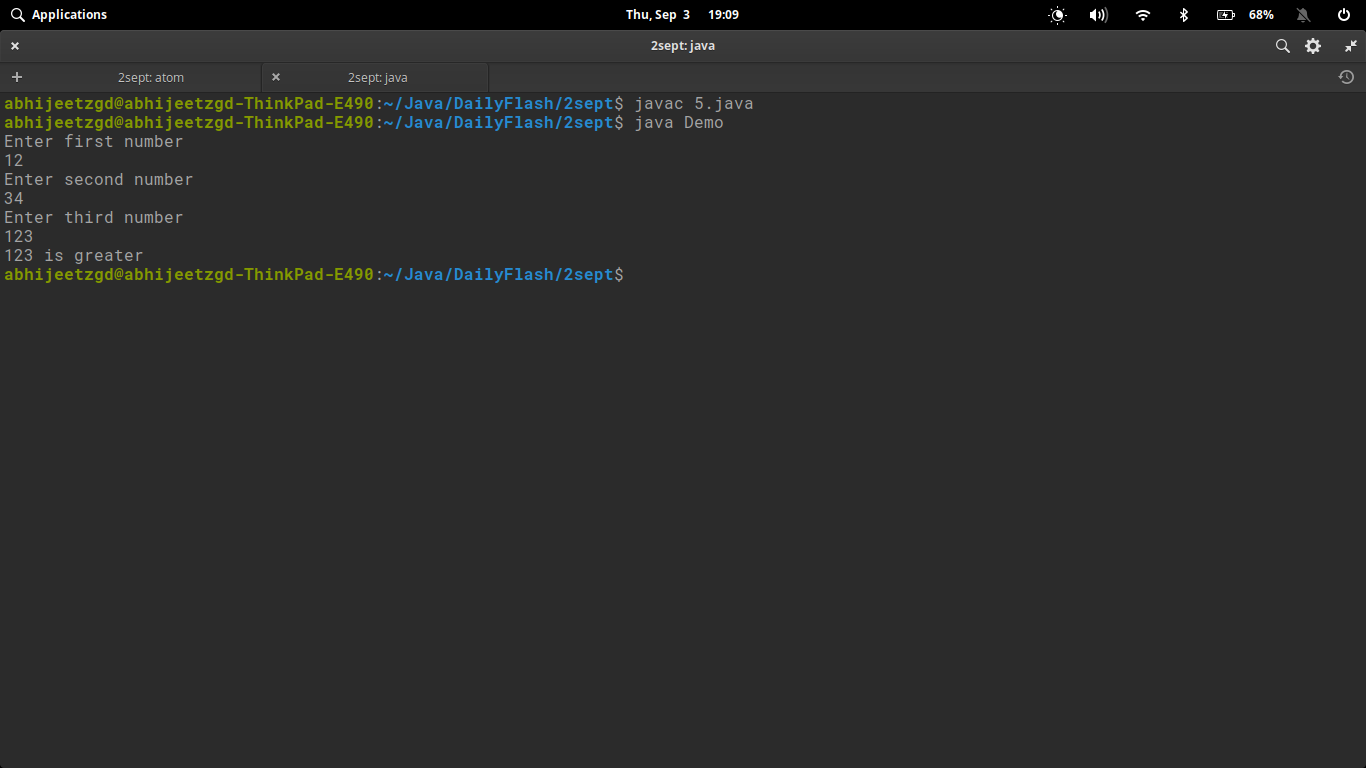 Applications Thu, Sep 3 19:09 68%
2sept: java
2sept: atom 2sept: java
abhijeetzgd@abhijeetzgd-ThinkPad-E490:~/Java/DailyFlash/2sept$ javac 5.java
abhijeetzgd@abhijeetzgd-ThinkPad-E490:~/Java/DailyFlash/2sept$ java Demo
Enter first number
12
Enter second number
34
Enter third number
123
123 is greater
abhijeetzgd@abhijeetzgd-ThinkPad-E490:~/Java/DailyFlash/2sept$